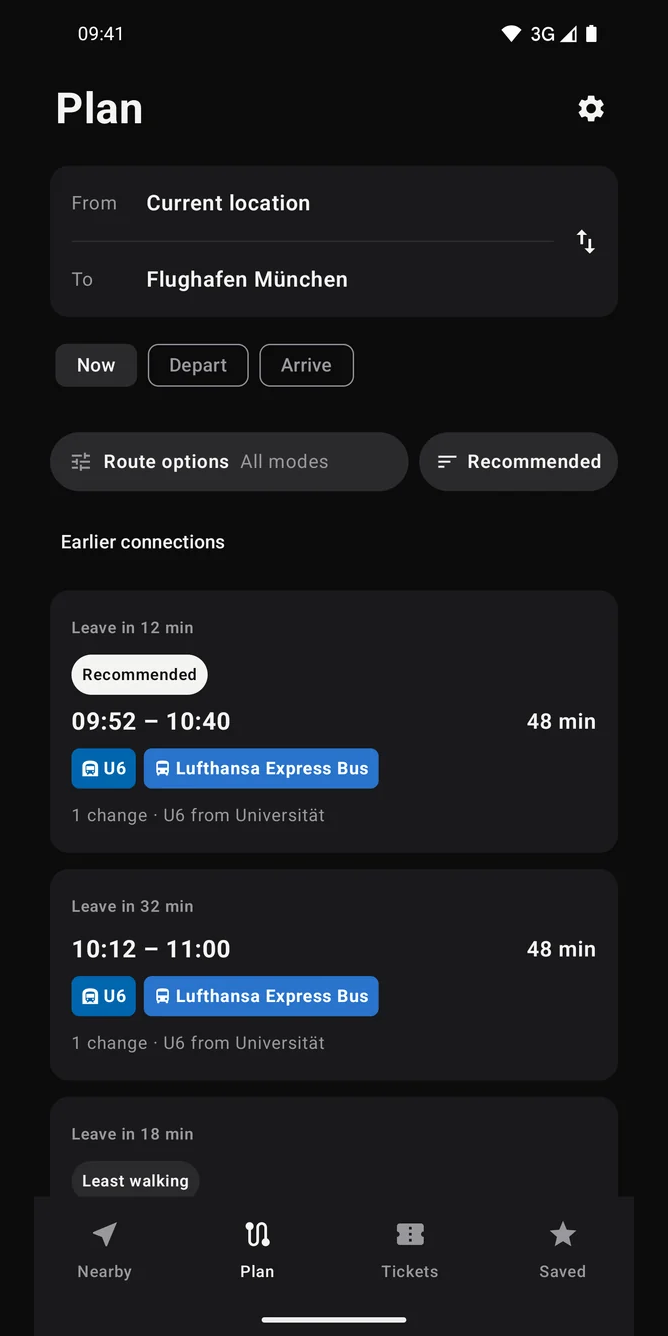 09:41
3G
Plan
From Current location
To Flughafen München
Now Depart Arrive
Route options All modes Recommended
Earlier connections
Leave in 12 min
Recommended
09:52 – 10:40 48 min
U6 Lufthansa Express Bus
1 change · U6 from Universität
Leave in 32 min
10:12 – 11:00 48 min
U6 Lufthansa Express Bus
1 change · U6 from Universität
Leave in 18 min
Least walking
Nearby Plan Tickets Saved